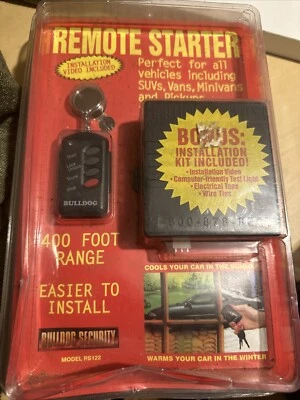 REMOTE STARTER
INSTALLATION
VIDEO INCLUDED!
Perfect for all
vehicles including
SUVs, Vans, Minivans
and Pickups
BONUS:
INSTALLATION
KIT INCLUDED!
• Installation Video
• Computer-friendly Test Light
• Electrical Tape
• Wire Ties
BULLDOG
400 FOOT
RANGE
EASIER TO
INSTALL
BULLDOG SECURITY
MODEL RS122
COOLS YOUR CAR IN THE SUMMER
WARMS YOUR CAR IN THE WINTER